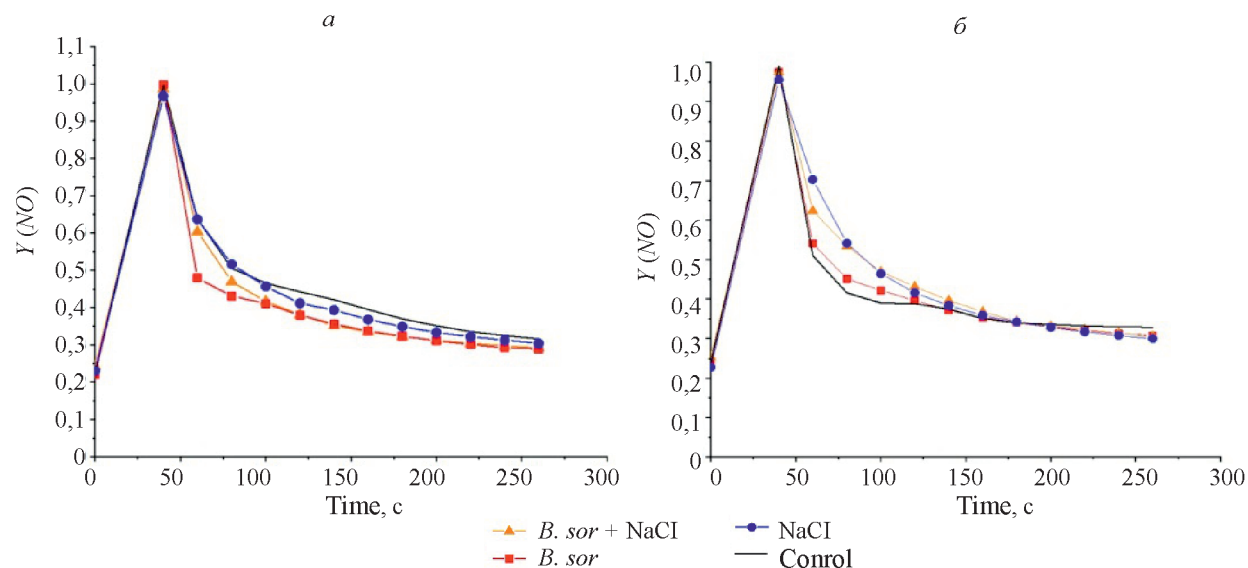 а
б
1,1
1,0
0,9
0,8
0,7
0,6
0,5
0,4
0,3
0,2
0,1
0
Y (NO)
0 50 100 150 200 250 300
Time, c
1,0
0,9
0,8
0,7
0,6
0,5
0,4
0,3
0,2
0,1
0
Y (NO)
0 50 100 150 200 250 300
Time, c
B. sor + NaCI
NaCI
B. sor
Conrol